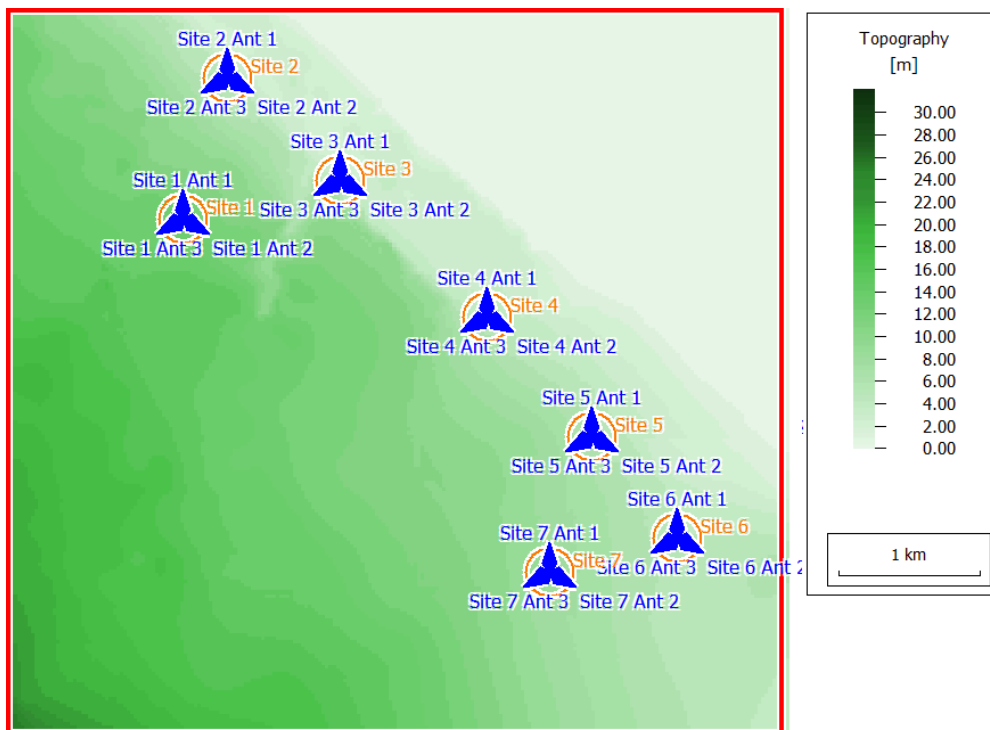 Site 2 Ant 1
Site 2
Site 2 Ant 3 Site 2 Ant 2
Site 3 Ant 1
Site 3
Site 3 Ant 3 Site 3 Ant 2
Site 1 Ant 1
Site 1
Site 1 Ant 3 Site 1 Ant 2
Site 4 Ant 1
Site 4
Site 4 Ant 3 Site 4 Ant 2
Site 5 Ant 1
Site 5
Site 5 Ant 3 Site 5 Ant 2
Site 6 Ant 1
Site 6
Site 6 Ant 3 Site 6 Ant 2
Site 7 Ant 1
Site 7
Site 7 Ant 3 Site 7 Ant 2
Topography
[m]
30.00
28.00
26.00
24.00
22.00
20.00
18.00
16.00
14.00
12.00
10.00
8.00
6.00
4.00
2.00
0.00
1 km